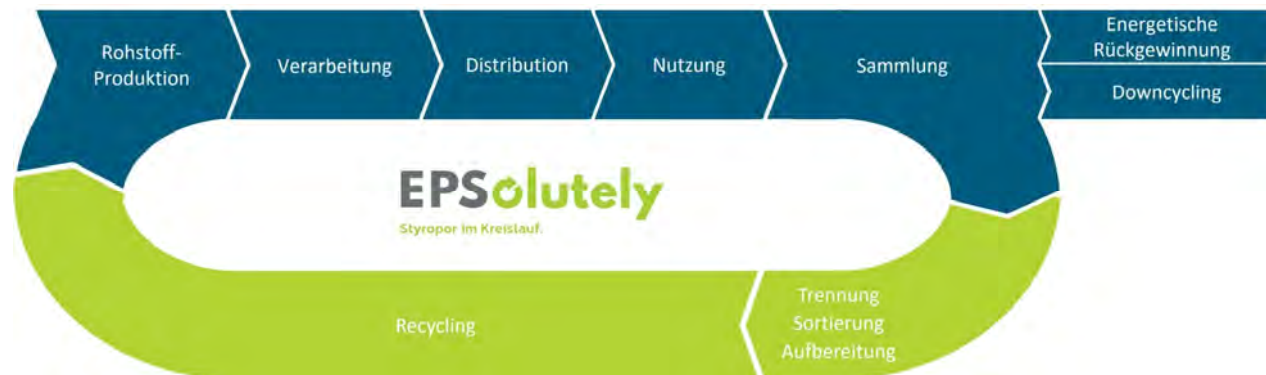 Rohstoff-
Produktion
Verarbeitung
Distribution
Nutzung
Sammlung
Energetische
Rückgewinnung
Downcycling
EPSolutely
Styropor im Kreislauf.
Recycling
Trennung
Sortierung
Aufbereitung